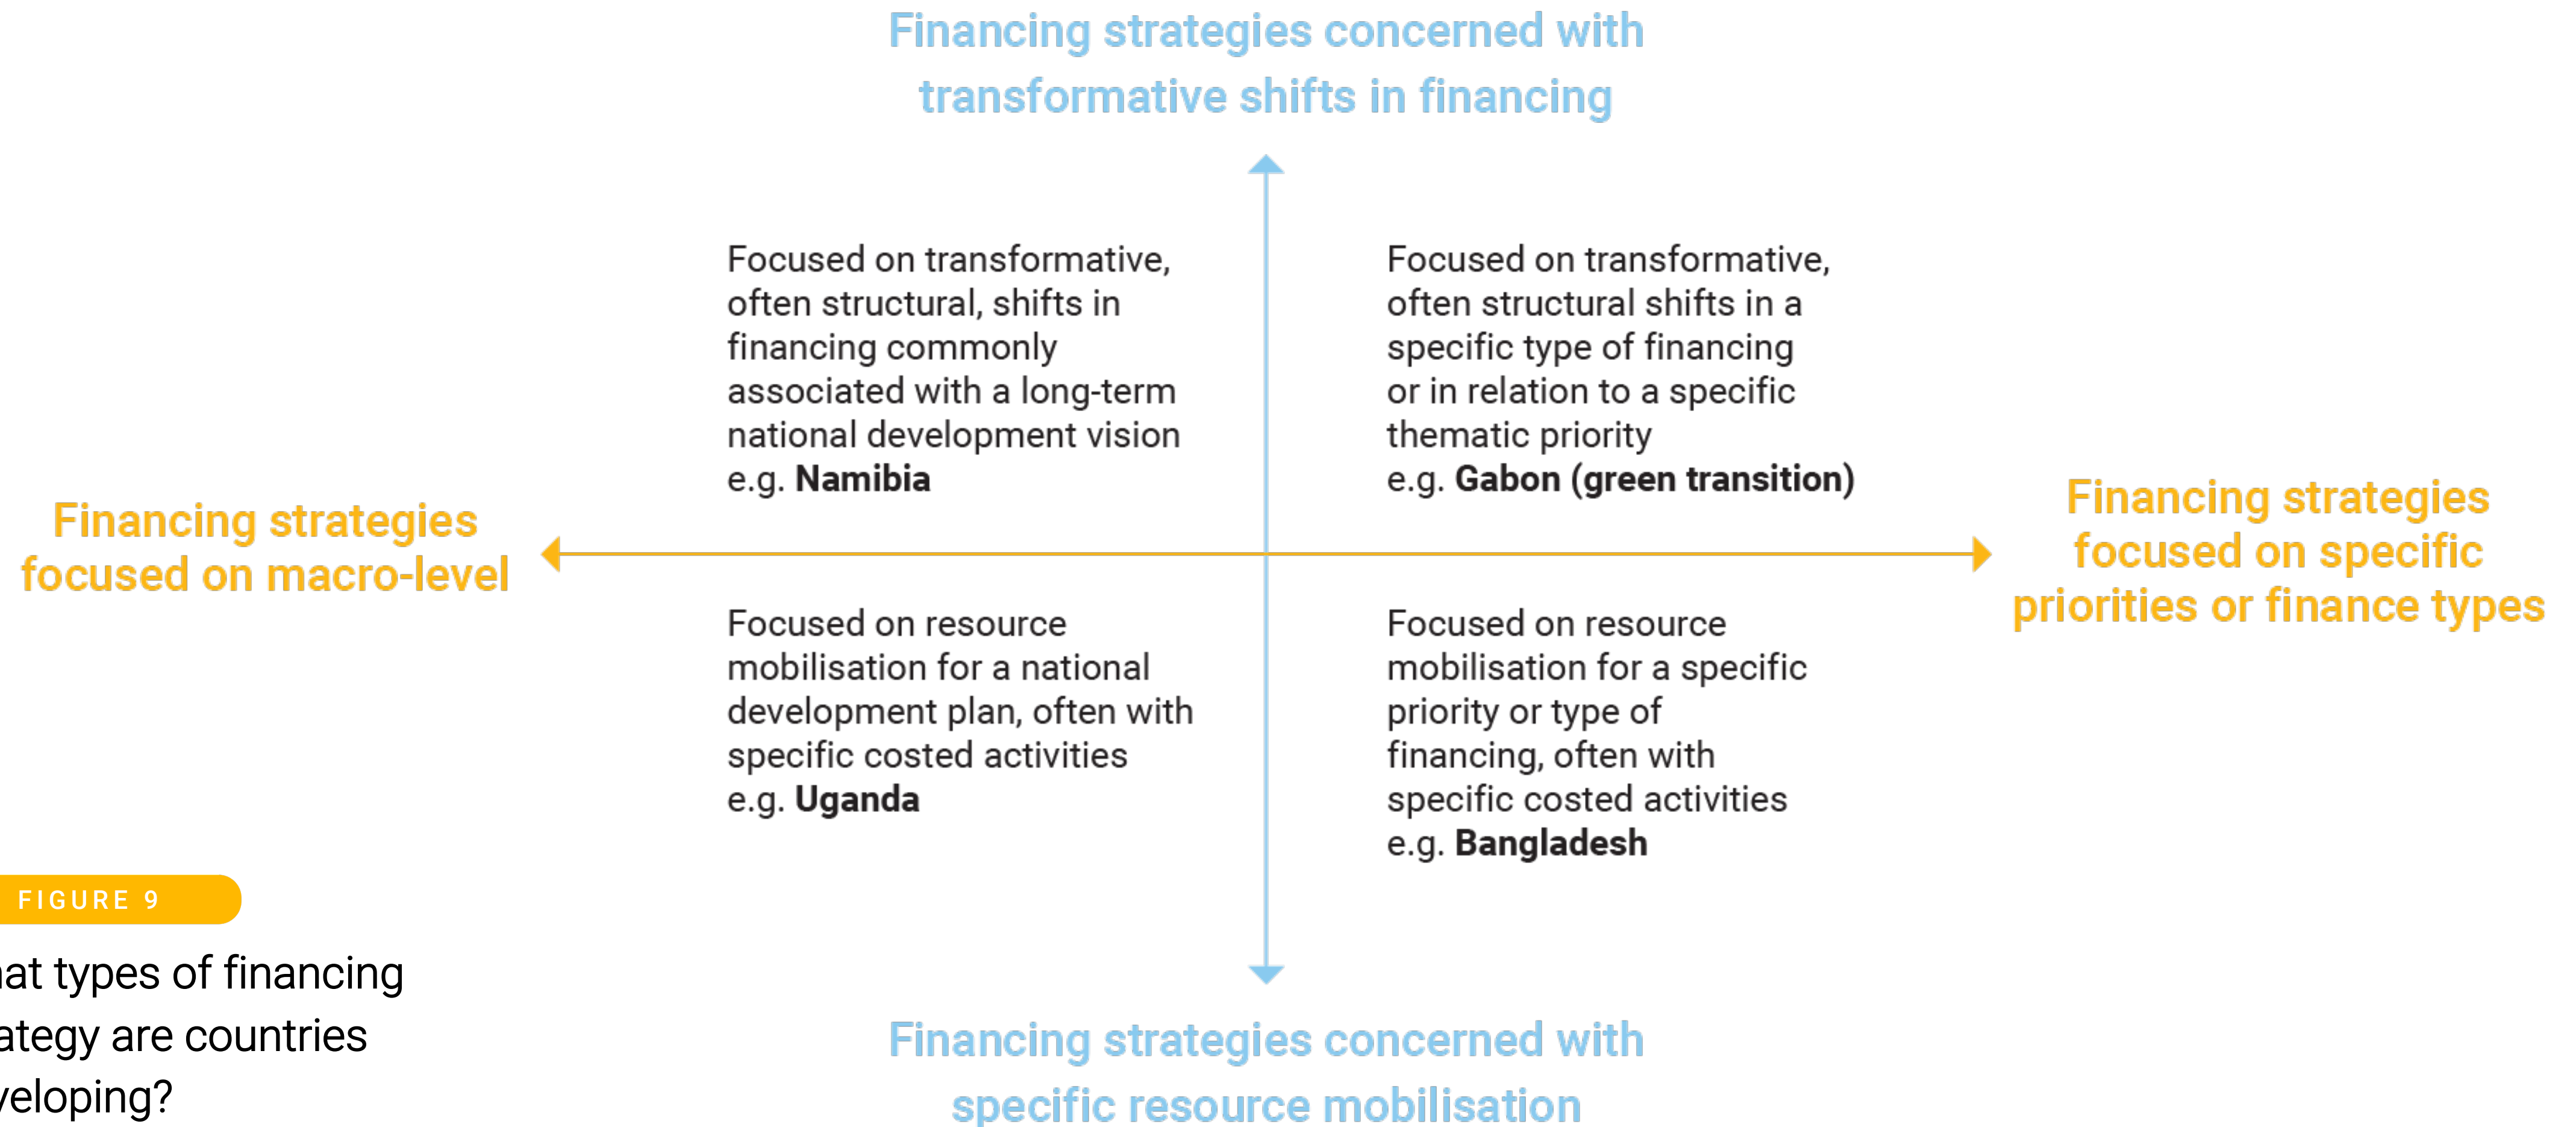 Financing strategies concerned with
transformative shifts in financing
Focused on transformative,
often structural, shifts in
financing commonly
associated with a long-term
national development vision
e.g. Namibia
Focused on transformative,
often structural shifts in a
specific type of financing
or in relation to a specific
thematic priority
e.g. Gabon (green transition)
Financing strategies
focused on macro-level
Financing strategies
focused on specific
priorities or finance types
Focused on resource
mobilisation for a national
development plan, often with
specific costed activities
e.g. Uganda
Focused on resource
mobilisation for a specific
priority or type of
financing, often with
specific costed activities
e.g. Bangladesh
FIGURE 9
types of financing
are countries
Financing strategies concerned with
specific resource mobilisation